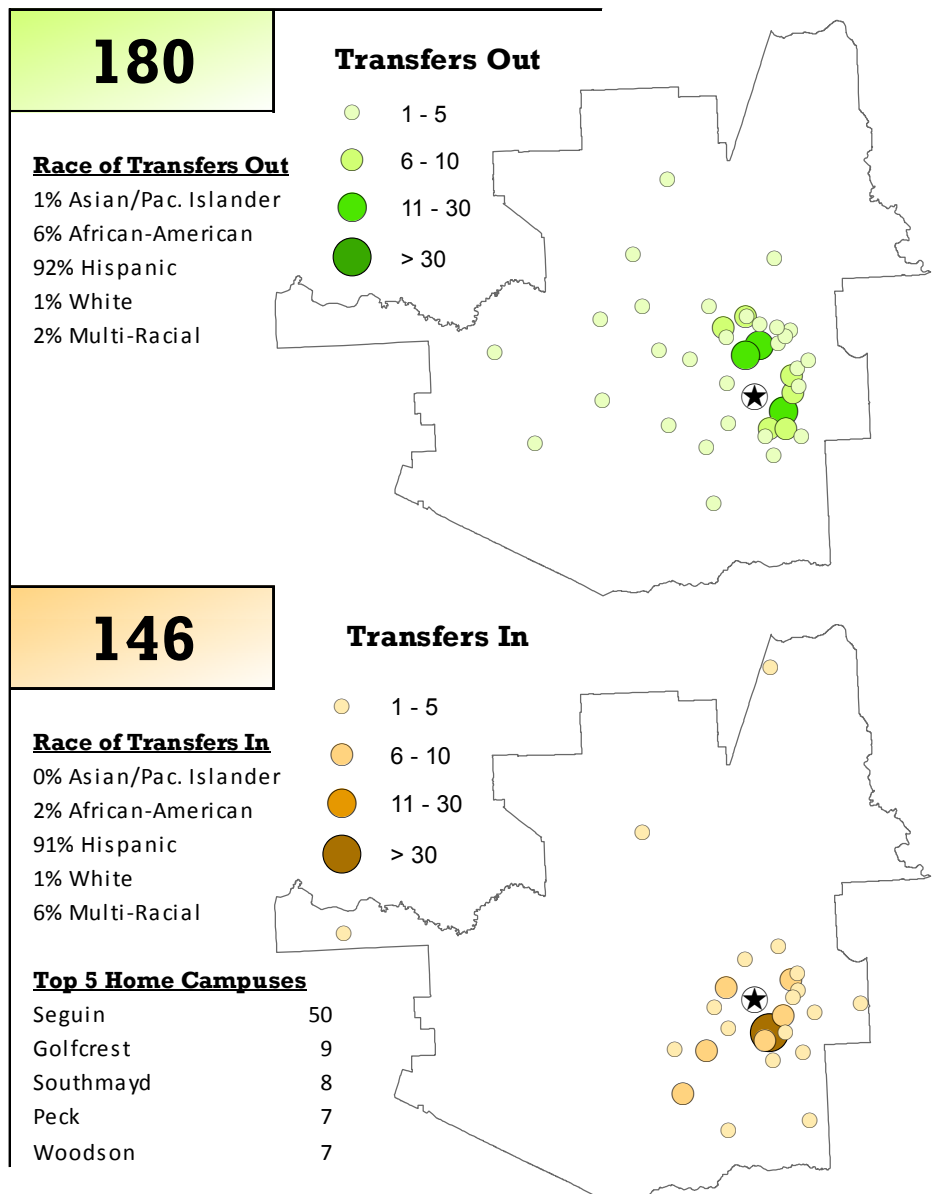 180
Transfers Out
1 - 5
6 - 10
11 - 30
> 30
Race of Transfers Out
1% Asian/Pac. Islander
6% African-American
92% Hispanic
1% White
2% Multi-Racial
146
Transfers In
1 - 5
6 - 10
11 - 30
> 30
Race of Transfers In
0% Asian/Pac. Islander
2% African-American
91% Hispanic
1% White
6% Multi-Racial
Top 5 Home Campuses
Seguin 50
Golfcrest 9
Southmayd 8
Peck 7
Woodson 7